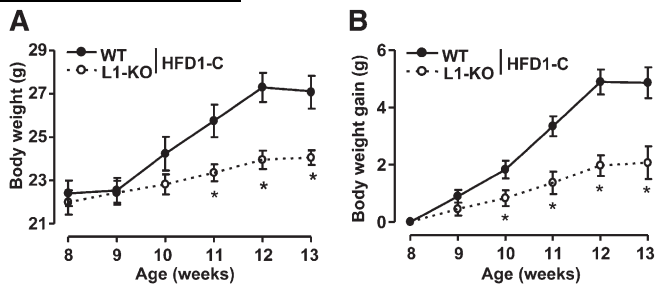 A
29
27
25
23
21
Body weight (g)
WT
L1-KO
HFD1-C
*
*
*
8 9 10 11 12 13
Age (weeks)
B
6
4
2
0
Body weight gain (g)
WT
L1-KO
HFD1-C
*
*
*
*
8 9 10 11 12 13
Age (weeks)